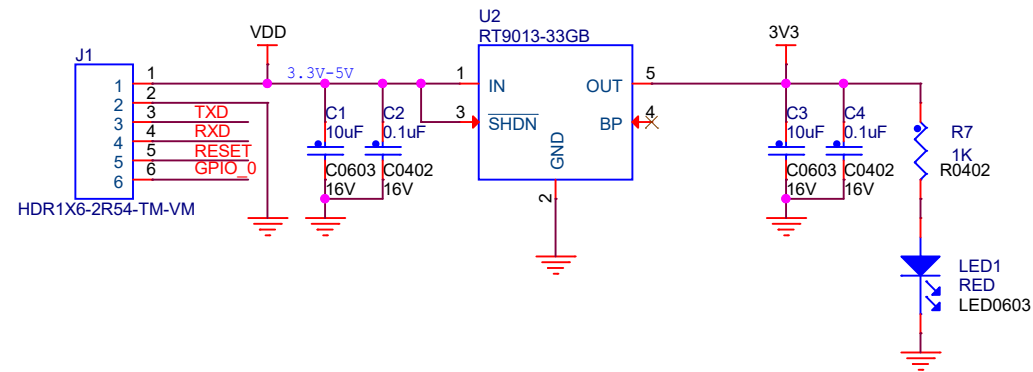 U2
RT9013-33GB
VDD
3V3
J1
3.3V-5V
1
1
2
2
3
TXD
3
4
RXD
4
5
RESET
5
6
GPIO_0
6
HDR1X6-2R54-TM-VM
1
IN
OUT
5
3
SHDN
BP
4
GND
2
C1
10uF
C0603
16V
C2
0.1uF
C0402
16V
C3
10uF
C0603
16V
C4
0.1uF
C0402
16V
R7
1K
R0402
LED1
RED
LED0603